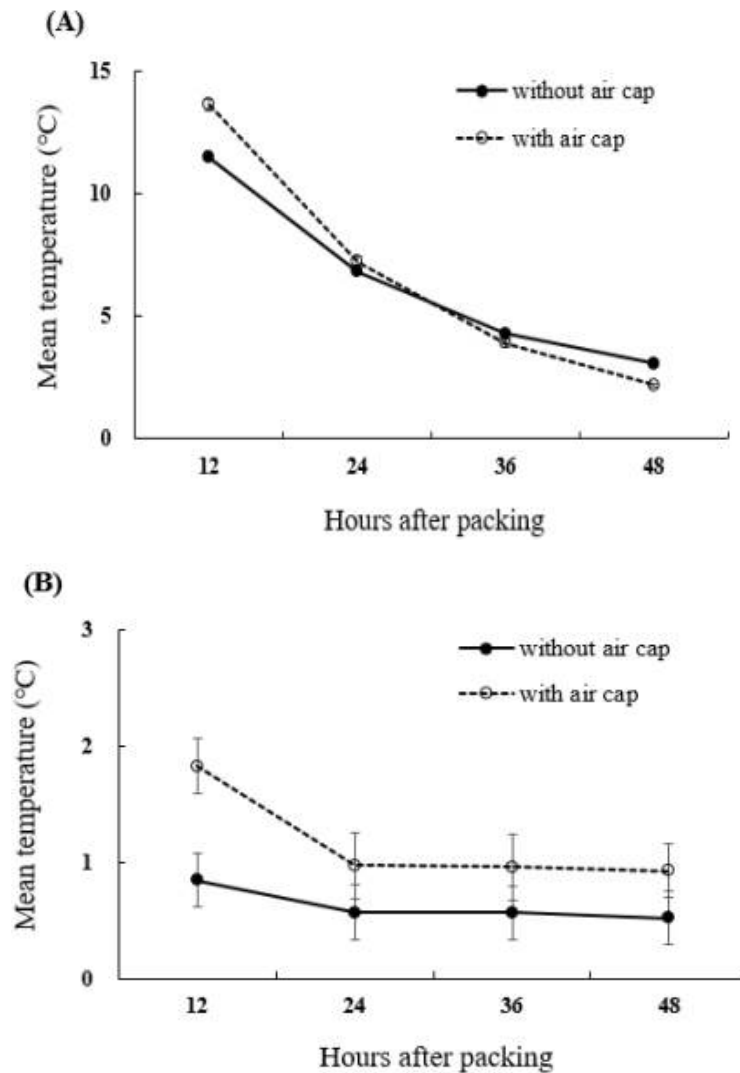 (A)
15
10
5
0
Mean temperature (°C)
without air cap
with air cap
12 24 36 48
Hours after packing
(B)
3
2
1
0
Mean temperature (°C)
without air cap
with air cap
12 24 36 48
Hours after packing